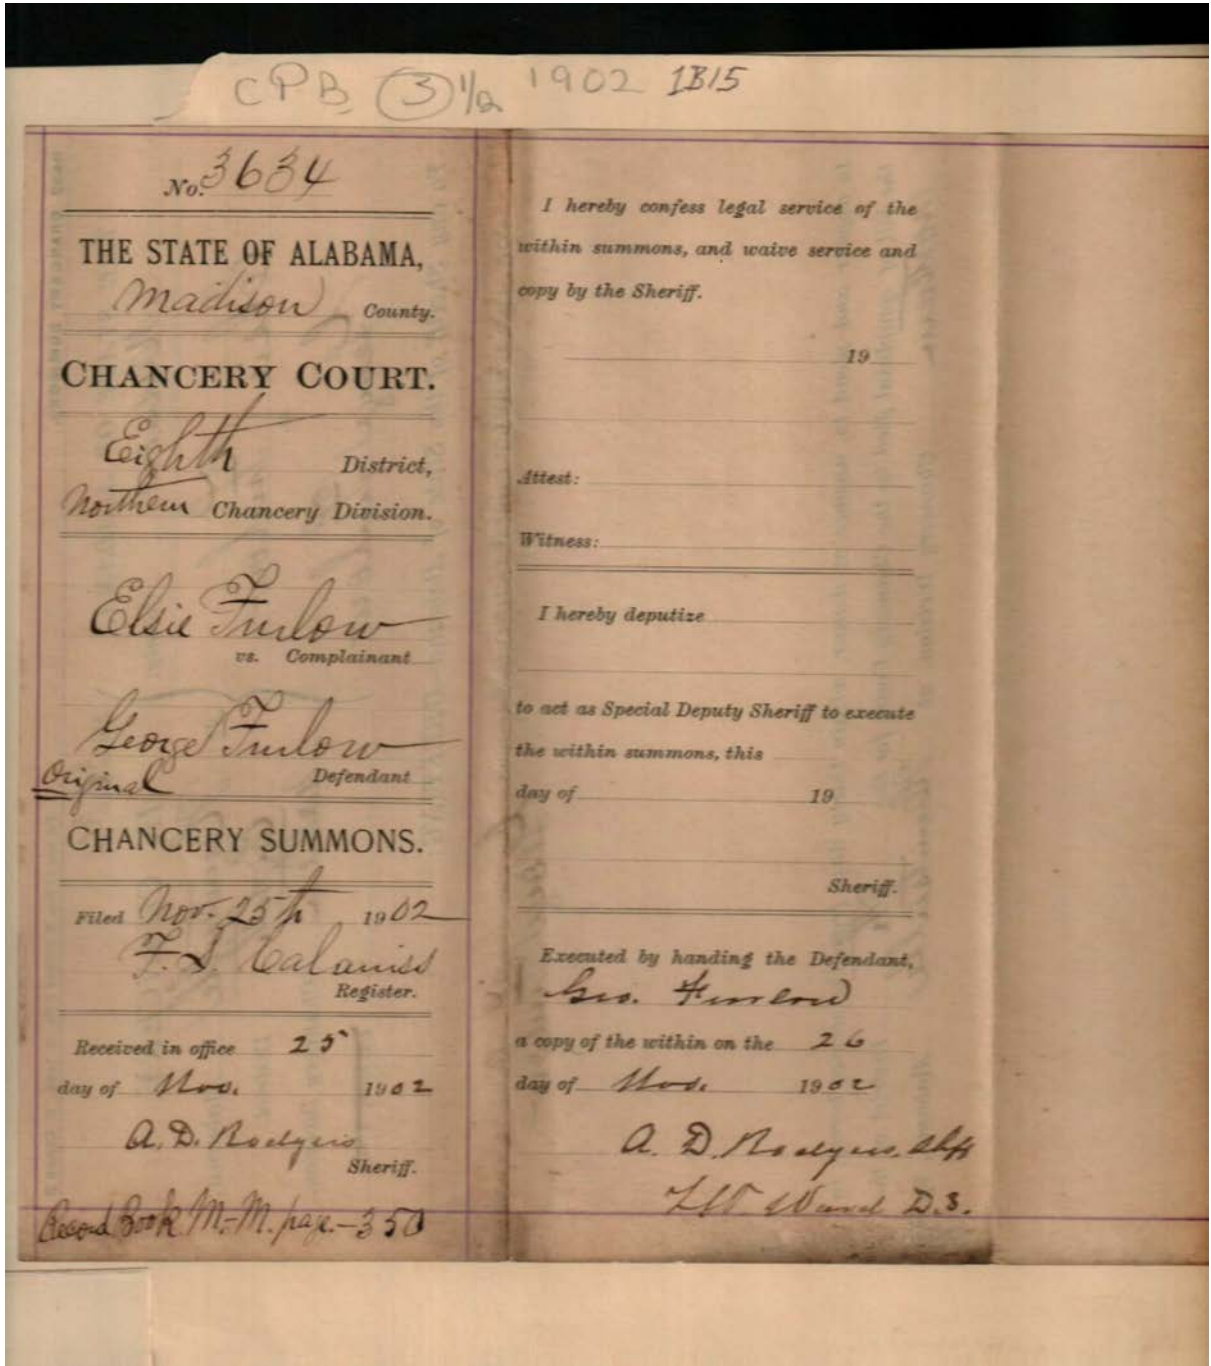 CPB (3) 1/2 1902 1B15
No. 3634
THE STATE OF ALABAMA,
Madison County.
CHANCERY COURT.
Eighth District,
Northern Chancery Division.
Elsie Furlow
vs. Complainant
George Furlow
Original Defendant
CHANCERY SUMMONS.
Filed Nov. 25th, 1902
F. S. Calaniss
Register.
Received in office 25
day of Nov. 1902
A. D. Rodgers
Sheriff.
Record Book M.-M. page.-350
I hereby confess legal service of the
within summons, and waive service and
copy by the Sheriff.
19
Attest:
Witness:
I hereby deputize
to act as Special Deputy Sheriff to execute
the within summons, this
day of 19
Sheriff.
Executed by handing the Defendant,
Geo. Furlow
a copy of the within on the 26
day of Nov. 1902
A. D. Rodgers, Shff
Ward D.S.